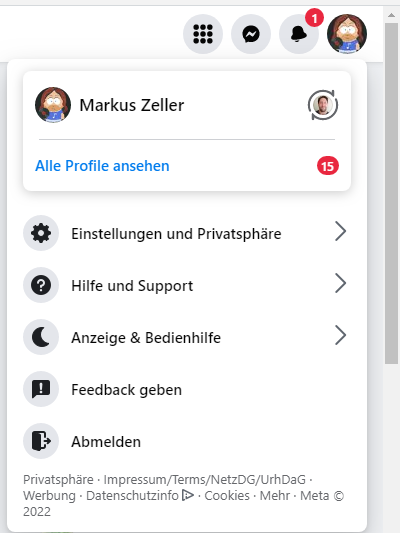 1
Markus Zeller
Alle Profile ansehen 15
Einstellungen und Privatsphäre
Hilfe und Support
Anzeige & Bedienhilfe
Feedback geben
Abmelden
Privatsphäre · Impressum/Terms/NetzDG/UrhDaG ·
Werbung · Datenschutzinfo · Cookies · Mehr · Meta ©
2022